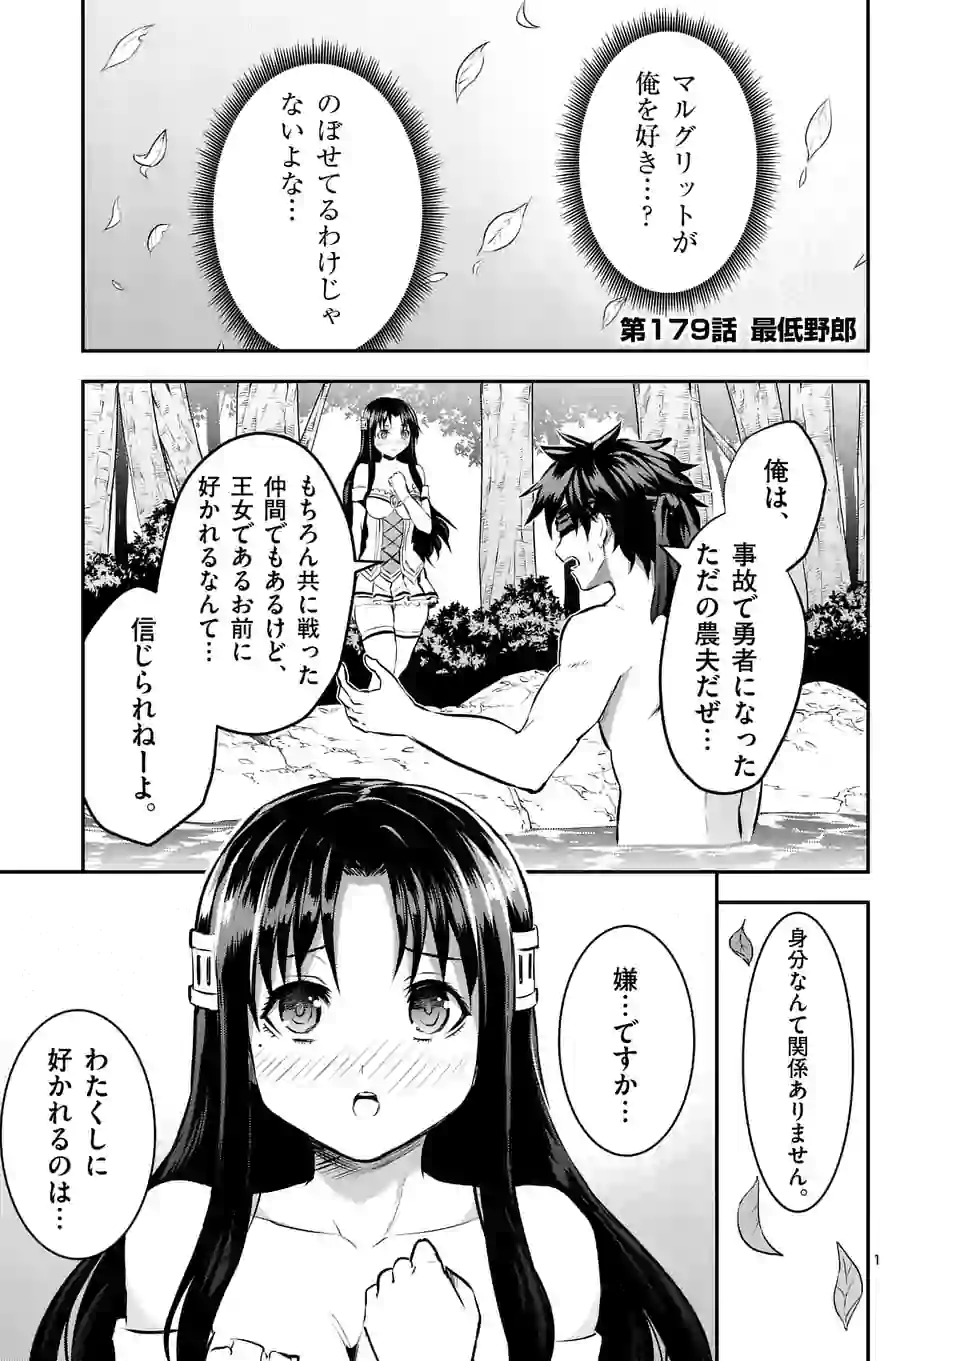 マルグリットが
俺を好き…？
のぼせてるわけじゃ
ないよな…
第179話 最低野郎
俺は、
事故で勇者になった
ただの農夫だぜ…
もちろん共に戦った
仲間でもあるけど、
王女であるお前に
好かれるなんて…
信じられねーよ。
身分なんて関係ありません。
嫌…ですか…
わたくしに
好かれるのは…
1